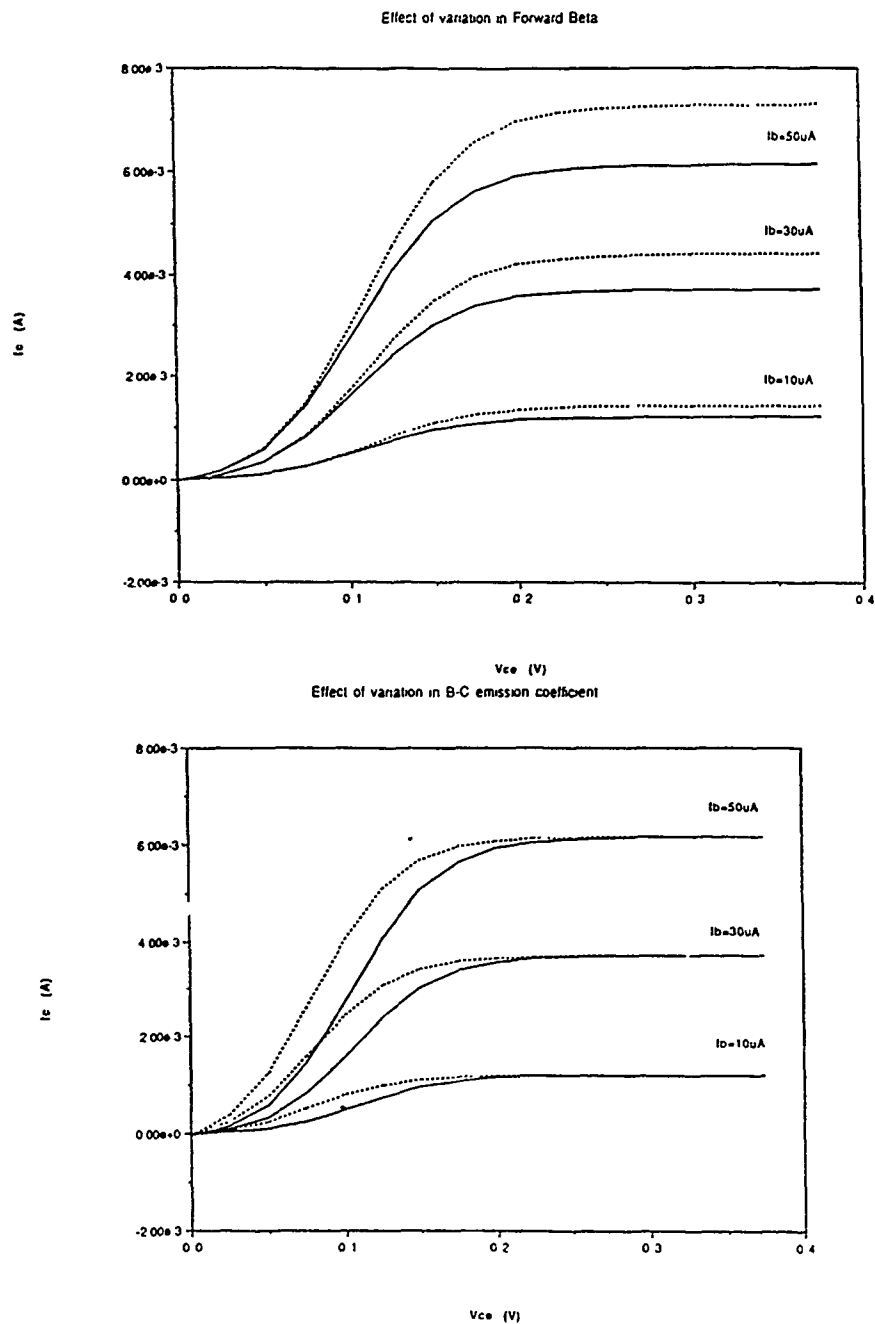 Effect of variation in Forward Beta
8 00e-3
6 00e-3
4 00e-3
2 00e-3
0 00e+0
-2.00e-3
Ib=50uA
Ib=30uA
Ib=10uA
Ic (A)
0 0
0 1
0 2
0 3
0 4
Vce (V)
Effect of variation in B-C emission coefficient
8 00e-3
6 00e-3
4 00e-3
2 00e-3
0 00e+0
-2 00e-3
Ib=50uA
Ib=30uA
Ib=10uA
Ic (A)
0 0
0 1
0 2
0 3
0 4
Vce (V)